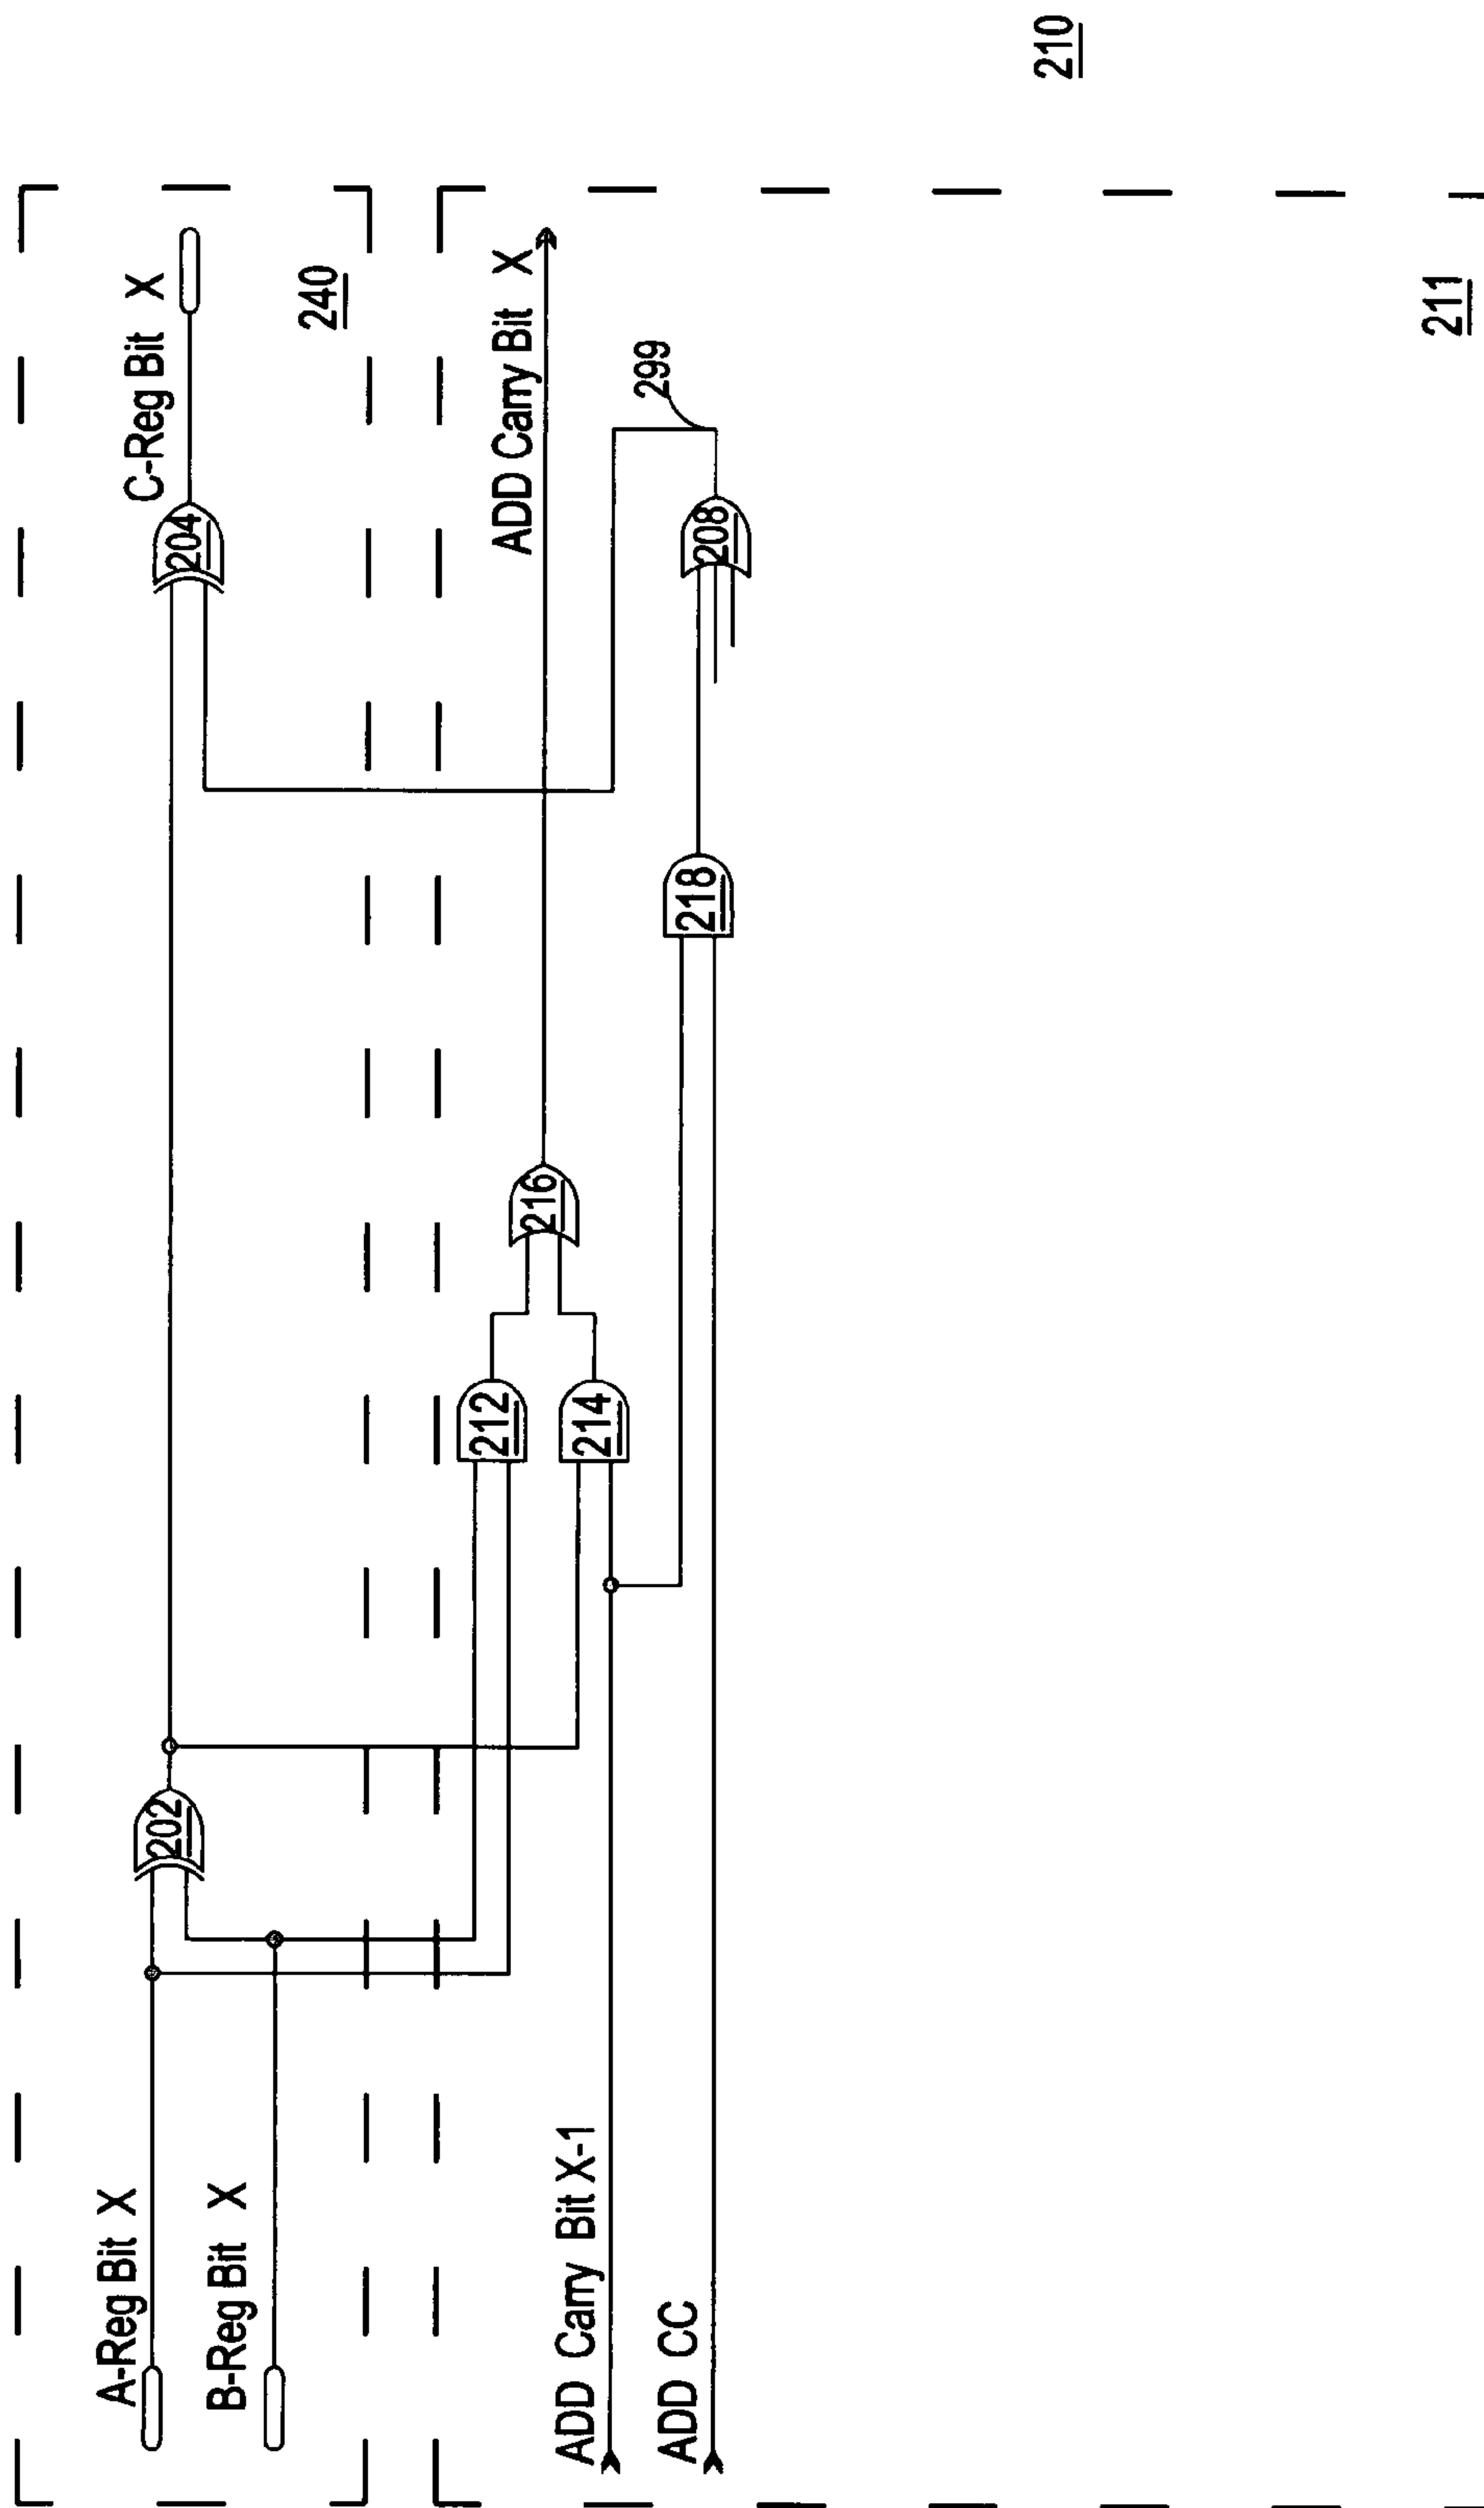 210
C-Reg Bit X
204
240
A-Reg Bit X
202
B-Reg Bit X
ADD Carry Bit X
212
216
214
ADD Carry Bit X-1
299
208
218
ADD CC
211